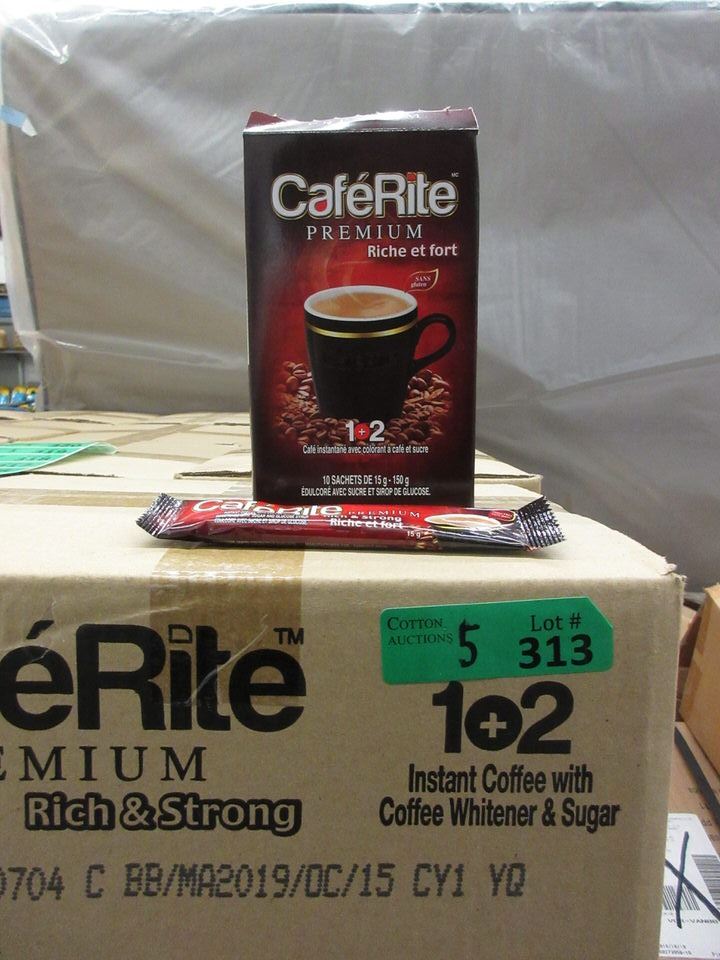 CaféRite MC
PREMIUM
Riche et fort
SANS
gluten
1+2
Café instantané avec colorant à café et sucre
10 SACHETS DE 15 g - 150 g
ÉDULCORÉ AVEC SUCRE ET SIROP DE GLUCOSE.
CaféRite PREMIUM
Rich & Strong
Riche et fort
15 g
COTTON
AUCTIONS
5
Lot #
313
éRite™
EMIUM
Rich & Strong
1+2
Instant Coffee with
Coffee Whitener & Sugar
0704 C BB/MA2019/OC/15 CY1 YQ
X